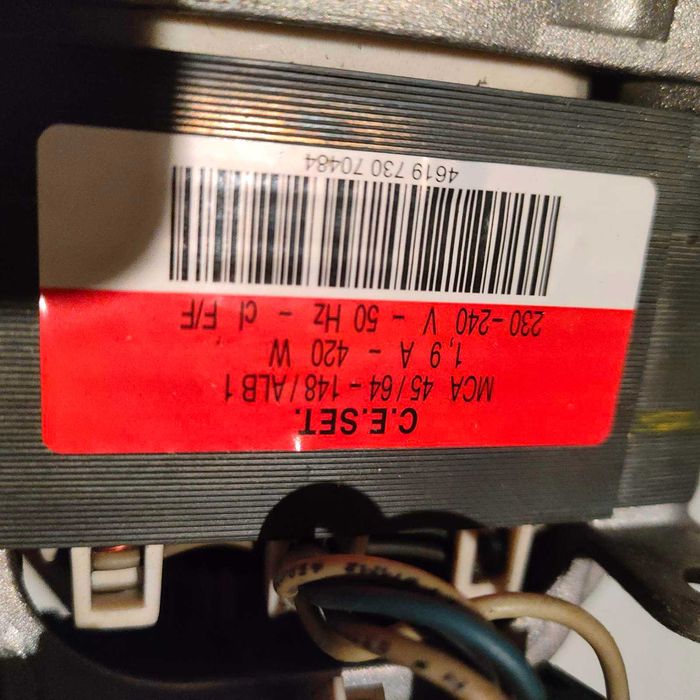 C.E.SET.
MCA 45/64-148/ALB1
1,9 A - 420 W
230-240 V - 50 Hz - cl F/F
4619 730 70484